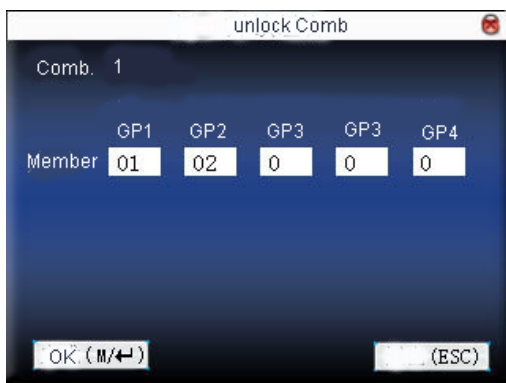 unlock Comb
Comb. 1
GP1 GP2 GP3 GP3 GP4
Member 01 02 0 0 0
OK (M/↵) (ESC)